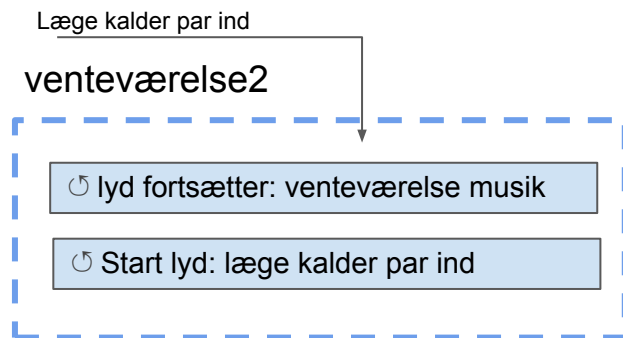 Læge kalder par ind
venteværelse2
↺ lyd fortsætter: venteværelse musik
↺ Start lyd: læge kalder par ind